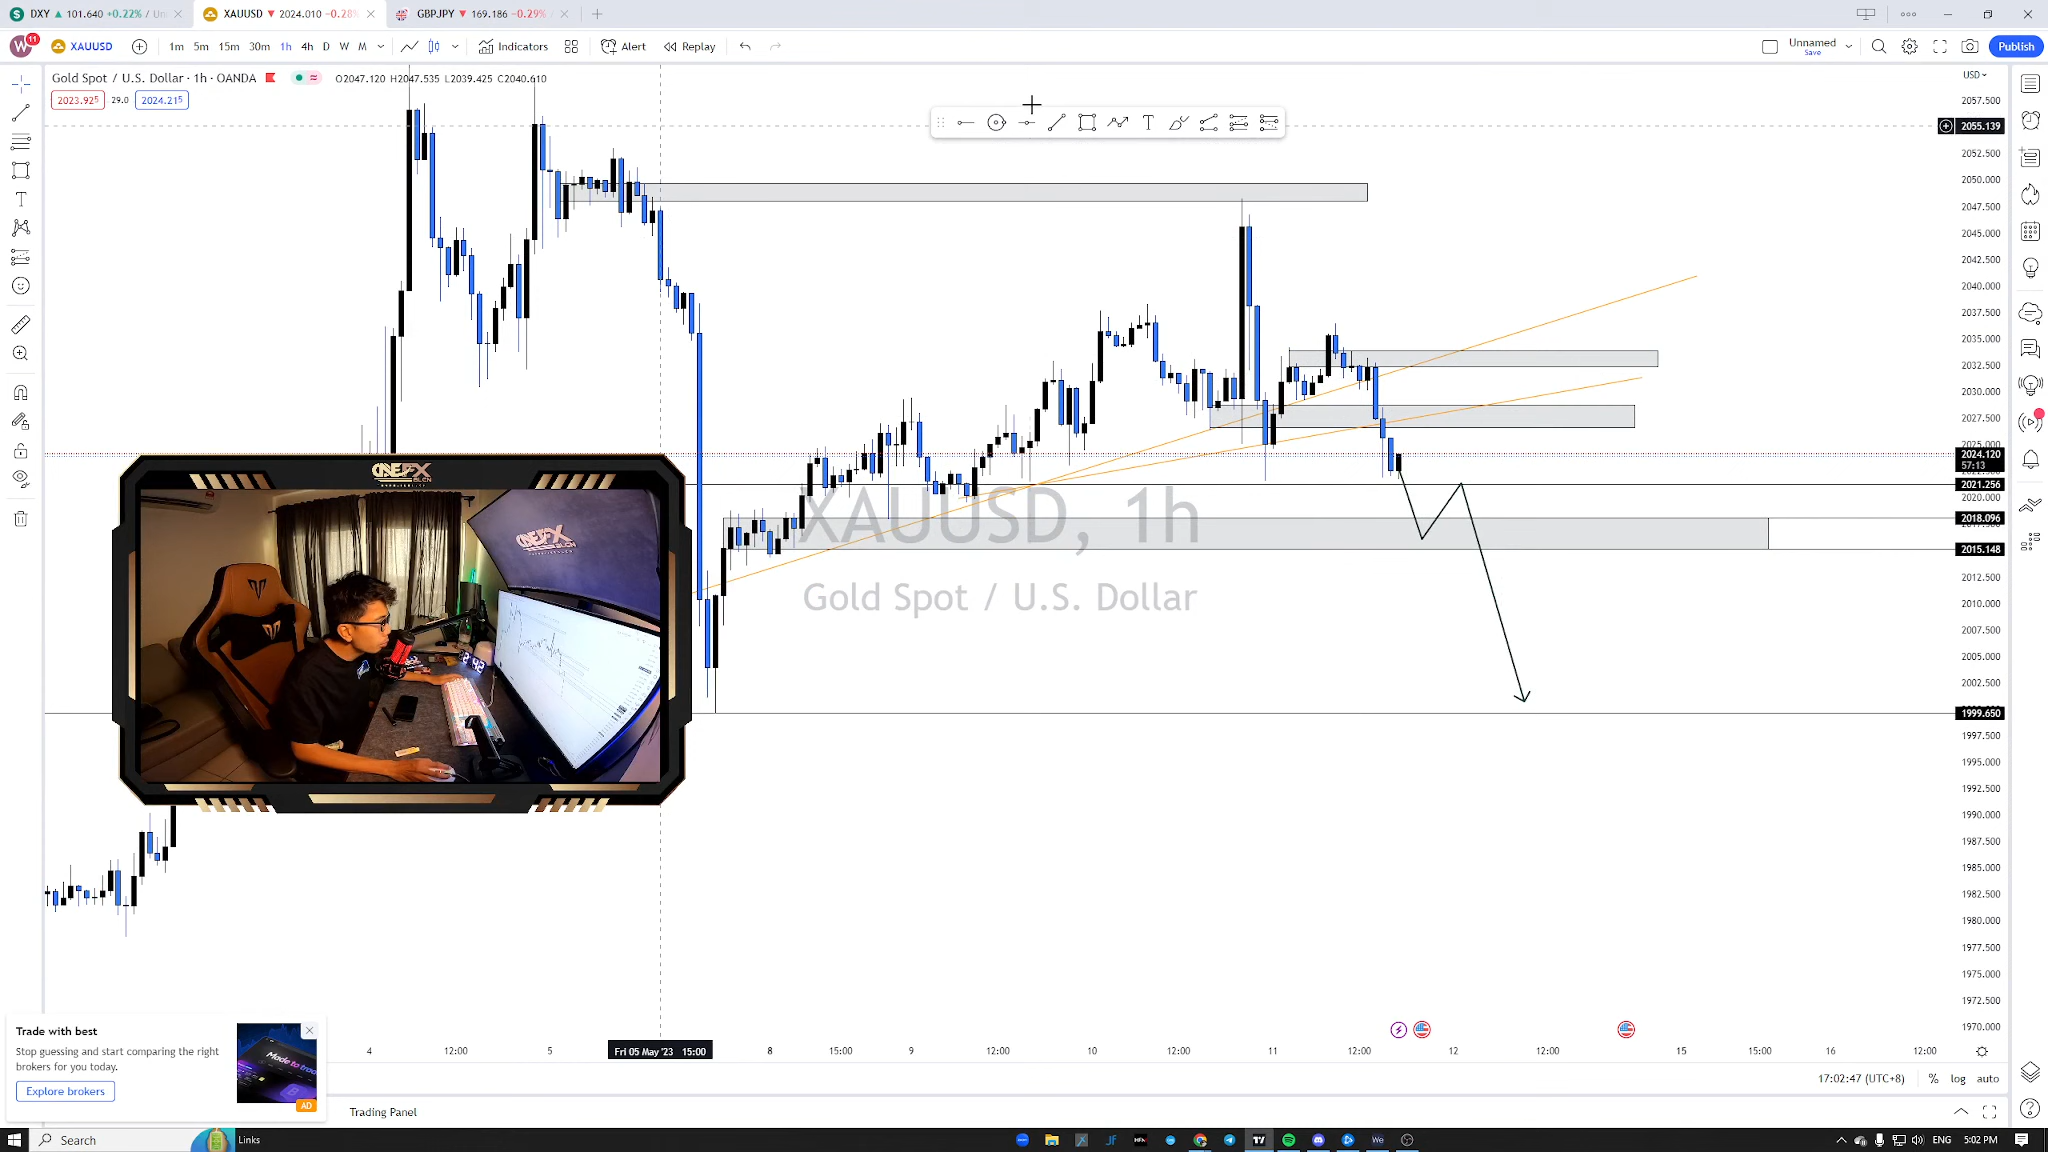 DXY ▲ 101.640 +0.22% / Un
XAUUSD ▼ 2024.010 −0.28%
GBPJPY ▼ 169.186 −0.29%
W 11 XAUUSD 1m 5m 15m 30m 1h 4h D W M Indicators Alert Replay Unnamed Save Publish
Gold Spot / U.S. Dollar · 1h · OANDA O2047.120 H2047.535 L2039.425 C2040.610
2023.925 29.0 2024.215
USD
2057.500
2055.139
2052.500
2050.000
2047.500
2045.000
2042.500
2040.000
2037.500
2035.000
2032.500
2030.000
2027.500
2025.000
2024.120
57:13
2021.256
2020.000
2018.096
2015.148
2012.500
2010.000
2007.500
2005.000
2002.500
1999.650
1997.500
1995.000
1992.500
1990.000
1987.500
1985.000
1982.500
1980.000
1977.500
1975.000
1972.500
1970.000
XAUUSD, 1h
Gold Spot / U.S. Dollar
4 12:00 5 Fri 05 May '23 15:00 8 15:00 9 12:00 10 12:00 11 12:00 12 12:00 15 15:00 16 12:00
17:02:47 (UTC+8) % log auto
Trade with best
Stop guessing and start comparing the right
brokers for you today.
Explore brokers
Made to trade
AD
Trading Panel
Search
Links
JF
We
ENG 5:02 PM